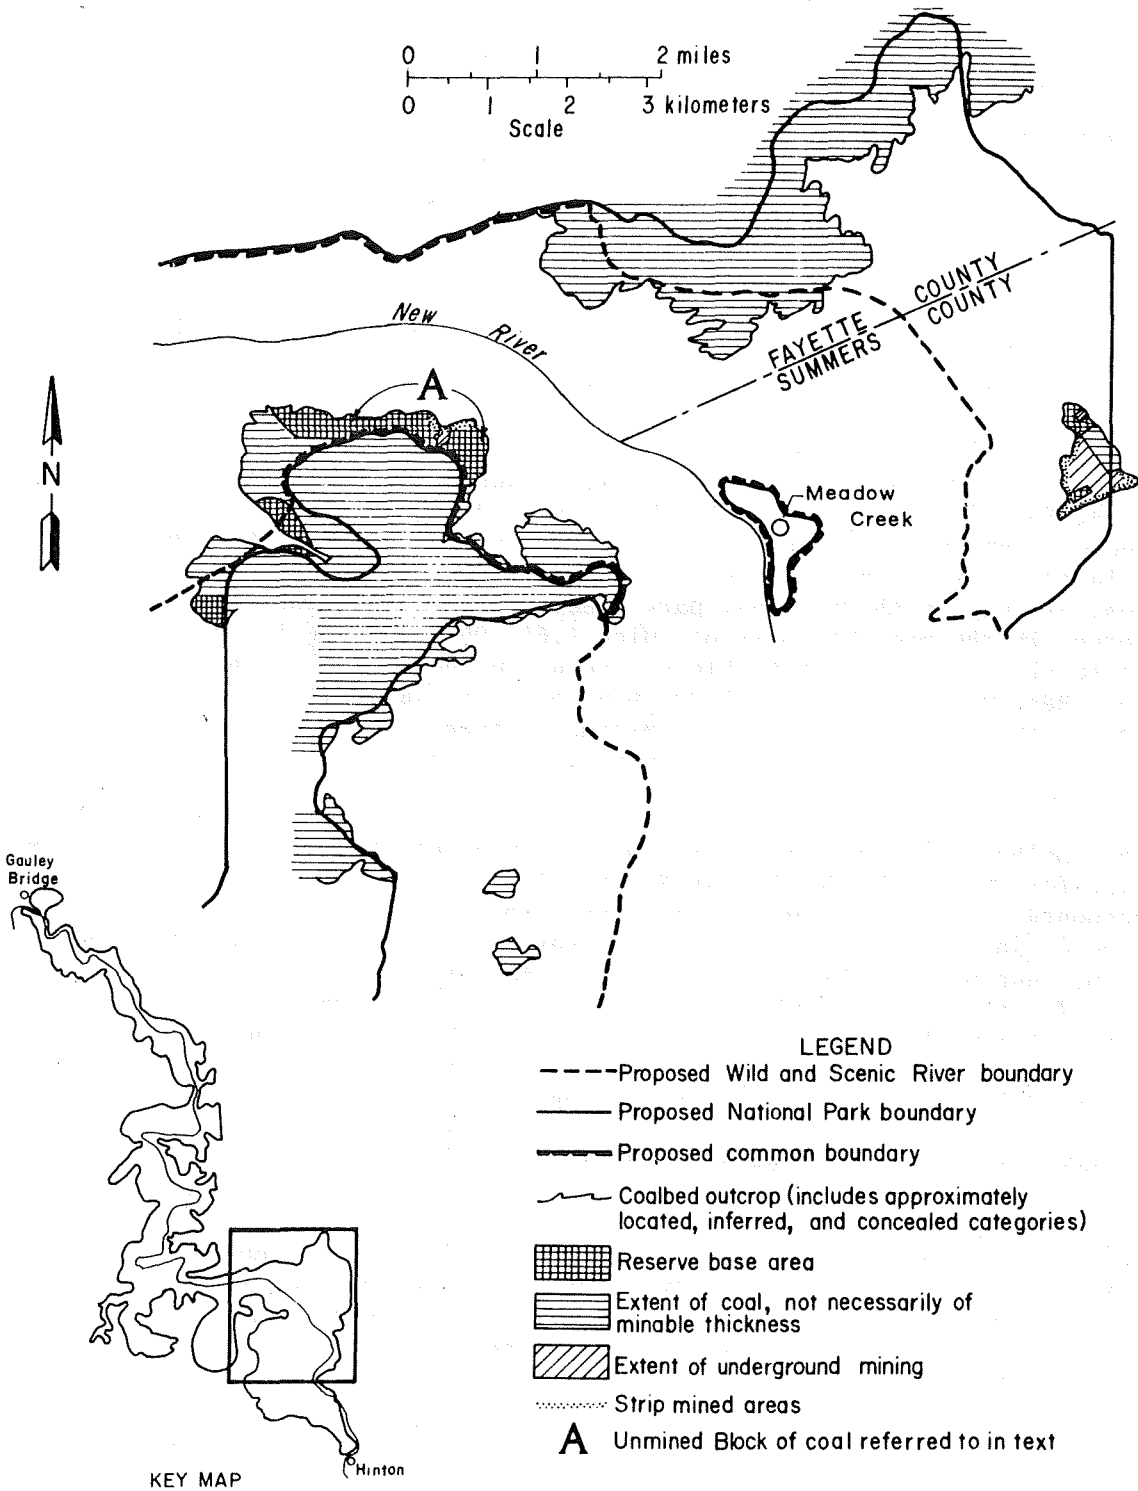 0 1 2 miles
0 1 2 3 kilometers
Scale
New River
FAYETTE COUNTY
SUMMERS COUNTY
A
N
Meadow
Creek
Gauley
Bridge
Hinton
KEY MAP
LEGEND
Proposed Wild and Scenic River boundary
Proposed National Park boundary
Proposed common boundary
Coalbed outcrop (includes approximately
located, inferred, and concealed categories)
Reserve base area
Extent of coal, not necessarily of
minable thickness
Extent of underground mining
Strip mined areas
A Unmined Block of coal referred to in text